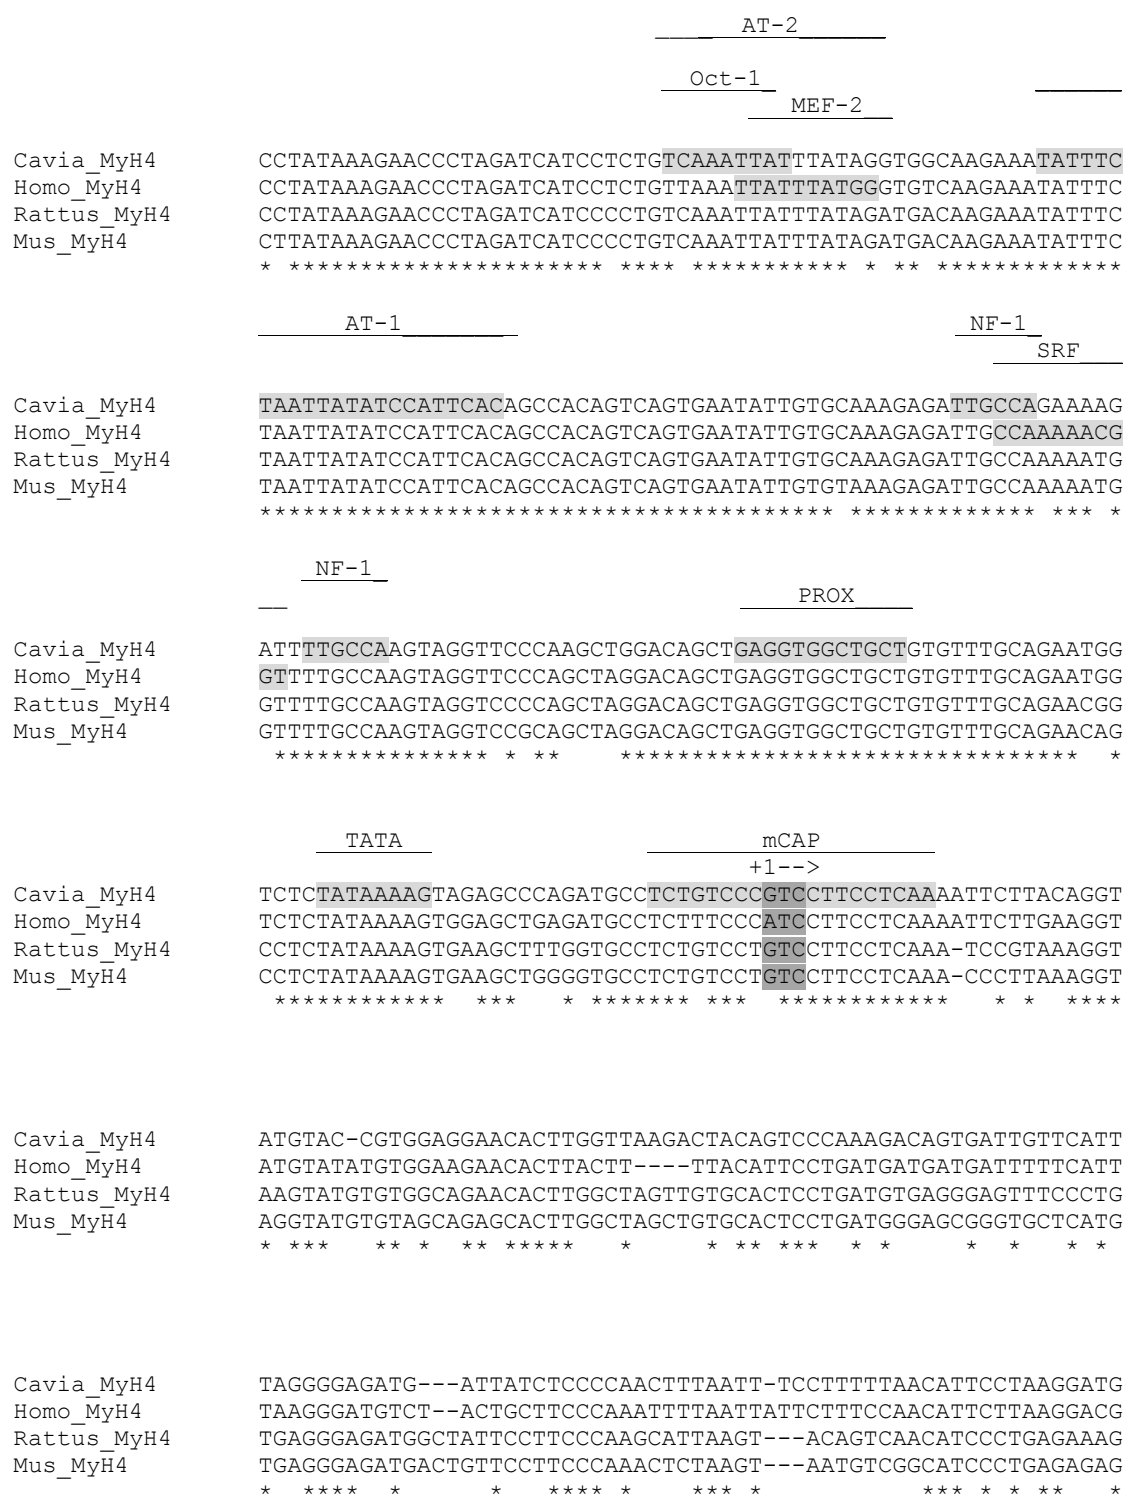 AT-2
Oct-1
MEF-2
Cavia_MyH4 CCTATAAAGAACCCTAGATCATCCTCTGTCAAATTATTTATAGGTGGCAAGAAATATTTC
Homo_MyH4 CCTATAAAGAACCCTAGATCATCCTCTGTTAAATTATTTATGGGTGTCAAGAAATATTTC
Rattus_MyH4 CCTATAAAGAACCCTAGATCATCCCCTGTCAAATTATTTATAGATGACAAGAAATATTTC
Mus_MyH4 CTTATAAAGAACCCTAGATCATCCCCTGTCAAATTATTTATAGATGACAAGAAATATTTC
* ********************** **** *********** * ** *************
AT-1 NF-1
SRF
Cavia_MyH4 TAATTATATCCATTCACAGCCACAGTCAGTGAATATTGTGCAAAGAGATTGCCAGAAAAG
Homo_MyH4 TAATTATATCCATTCACAGCCACAGTCAGTGAATATTGTGCAAAGAGATTGCCAAAAACG
Rattus_MyH4 TAATTATATCCATTCACAGCCACAGTCAGTGAATATTGTGCAAAGAGATTGCCAAAAATG
Mus_MyH4 TAATTATATCCATTCACAGCCACAGTCAGTGAATATTGTGTAAAGAGATTGCCAAAAATG
**************************************** ************* *** *
NF-1
PROX
Cavia_MyH4 ATTTTGCCAAGTAGGTTCCCAAGCTGGACAGCTGAGGTGGCTGCTGTGTTTGCAGAATGG
Homo_MyH4 GTTTTGCCAAGTAGGTTCCCAGCTAGGACAGCTGAGGTGGCTGCTGTGTTTGCAGAATGG
Rattus_MyH4 GTTTTGCCAAGTAGGTCCCCAGCTAGGACAGCTGAGGTGGCTGCTGTGTTTGCAGAACGG
Mus_MyH4 GTTTTGCCAAGTAGGTCCGCAGCTAGGACAGCTGAGGTGGCTGCTGTGTTTGCAGAACAG
*************** * ** ******************************** *
TATA mCAP
+1-->
Cavia_MyH4 TCTCTATAAAAGTAGAGCCCAGATGCCTCTGTCCCGTCCTTCCTCAAAATTCTTACAGGT
Homo_MyH4 TCTCTATAAAAGTGGAGCTGAGATGCCTCTTTCCCATCCTTCCTCAAAATTCTTGAAGGT
Rattus_MyH4 CCTCTATAAAAGTGAAGCTTTGGTGCCTCTGTCCTGTCCTTCCTCAAA-TCCGTAAAGGT
Mus_MyH4 CCTCTATAAAAGTGAAGCTGGGGTGCCTCTGTCCTGTCCTTCCTCAAA-CCCTTAAAGGT
************ *** * ******* *** ************ * * ****
Cavia_MyH4 ATGTAC-CGTGGAGGAACACTTGGTTAAGACTACAGTCCCAAAGACAGTGATTGTTCATT
Homo_MyH4 ATGTATATGTGGAAGAACACTTACTT----TTACATTCCTGATGATGATGATTTTTCATT
Rattus_MyH4 AAGTATGTGTGGCAGAACACTTGGCTAGTTGTGCACTCCTGATGTGAGGGAGTTTCCCTG
Mus_MyH4 AGGTATGTGTAGCAGAGCACTTGGCTAGCTGTGCACTCCTGATGGGAGCGGGTGCTCATG
* *** ** * ** ***** * * ** *** * * * * * *
Cavia_MyH4 TAGGGGAGATG---ATTATCTCCCCAACTTTAATT-TCCTTTTTAACATTCCTAAGGATG
Homo_MyH4 TAAGGGATGTCT--ACTGCTTCCCAAATTTTAATTATTCTTTCCAACATTCTTAAGGACG
Rattus_MyH4 TGAGGGAGATGGCTATTCCTTCCCAAGCATTAAGT---ACAGTCAACATCCCTGAGAAAG
Mus_MyH4 TGAGGGAGATGACTGTTCCTTCCCAAACTCTAAGT---AATGTCGGCATCCCTGAGAGAG
* **** * * **** * *** * *** * * ** *